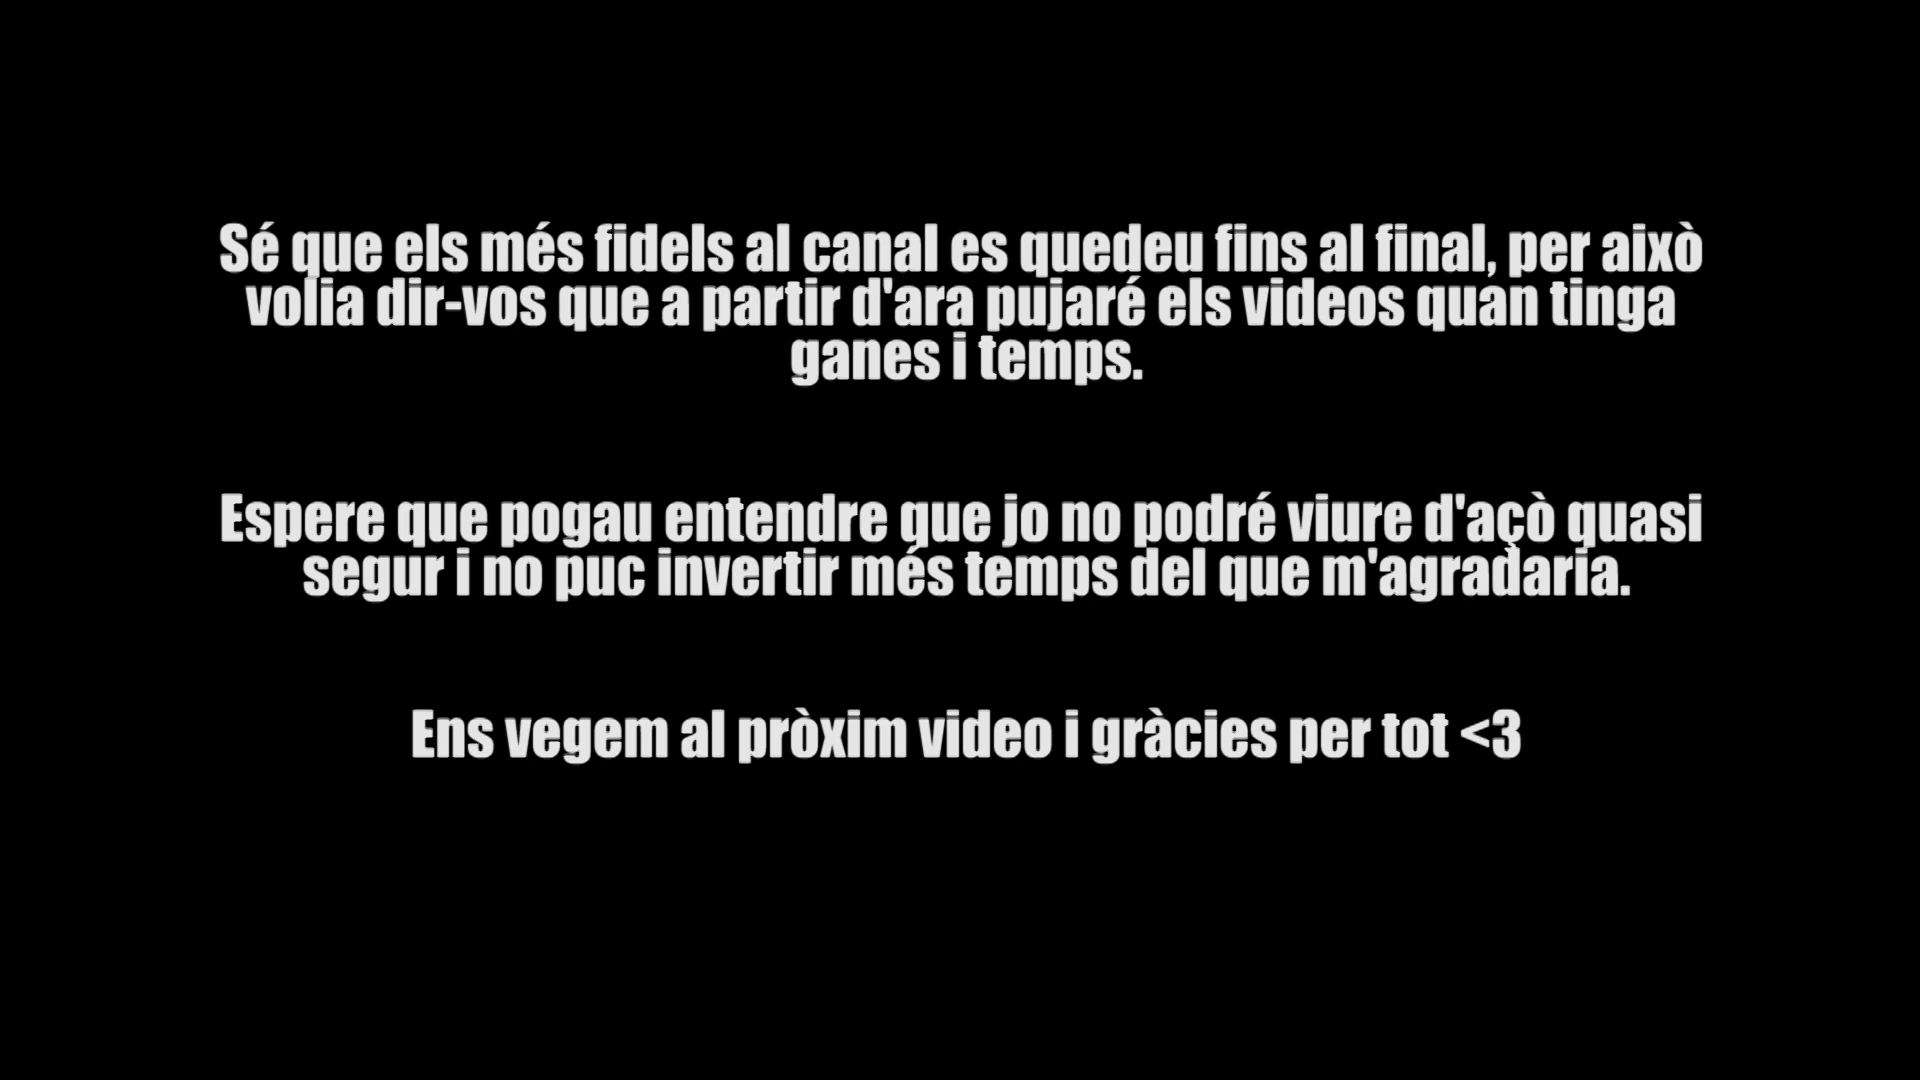 Sé que els més fidels al canal es quedeu fins al final, per això
volia dir-vos que a partir d'ara pujaré els videos quan tinga
ganes i temps.
Espere que pogau entendre que jo no podré viure d'açò quasi
segur i no puc invertir més temps del que m'agradaria.
Ens vegem al pròxim video i gràcies per tot <3